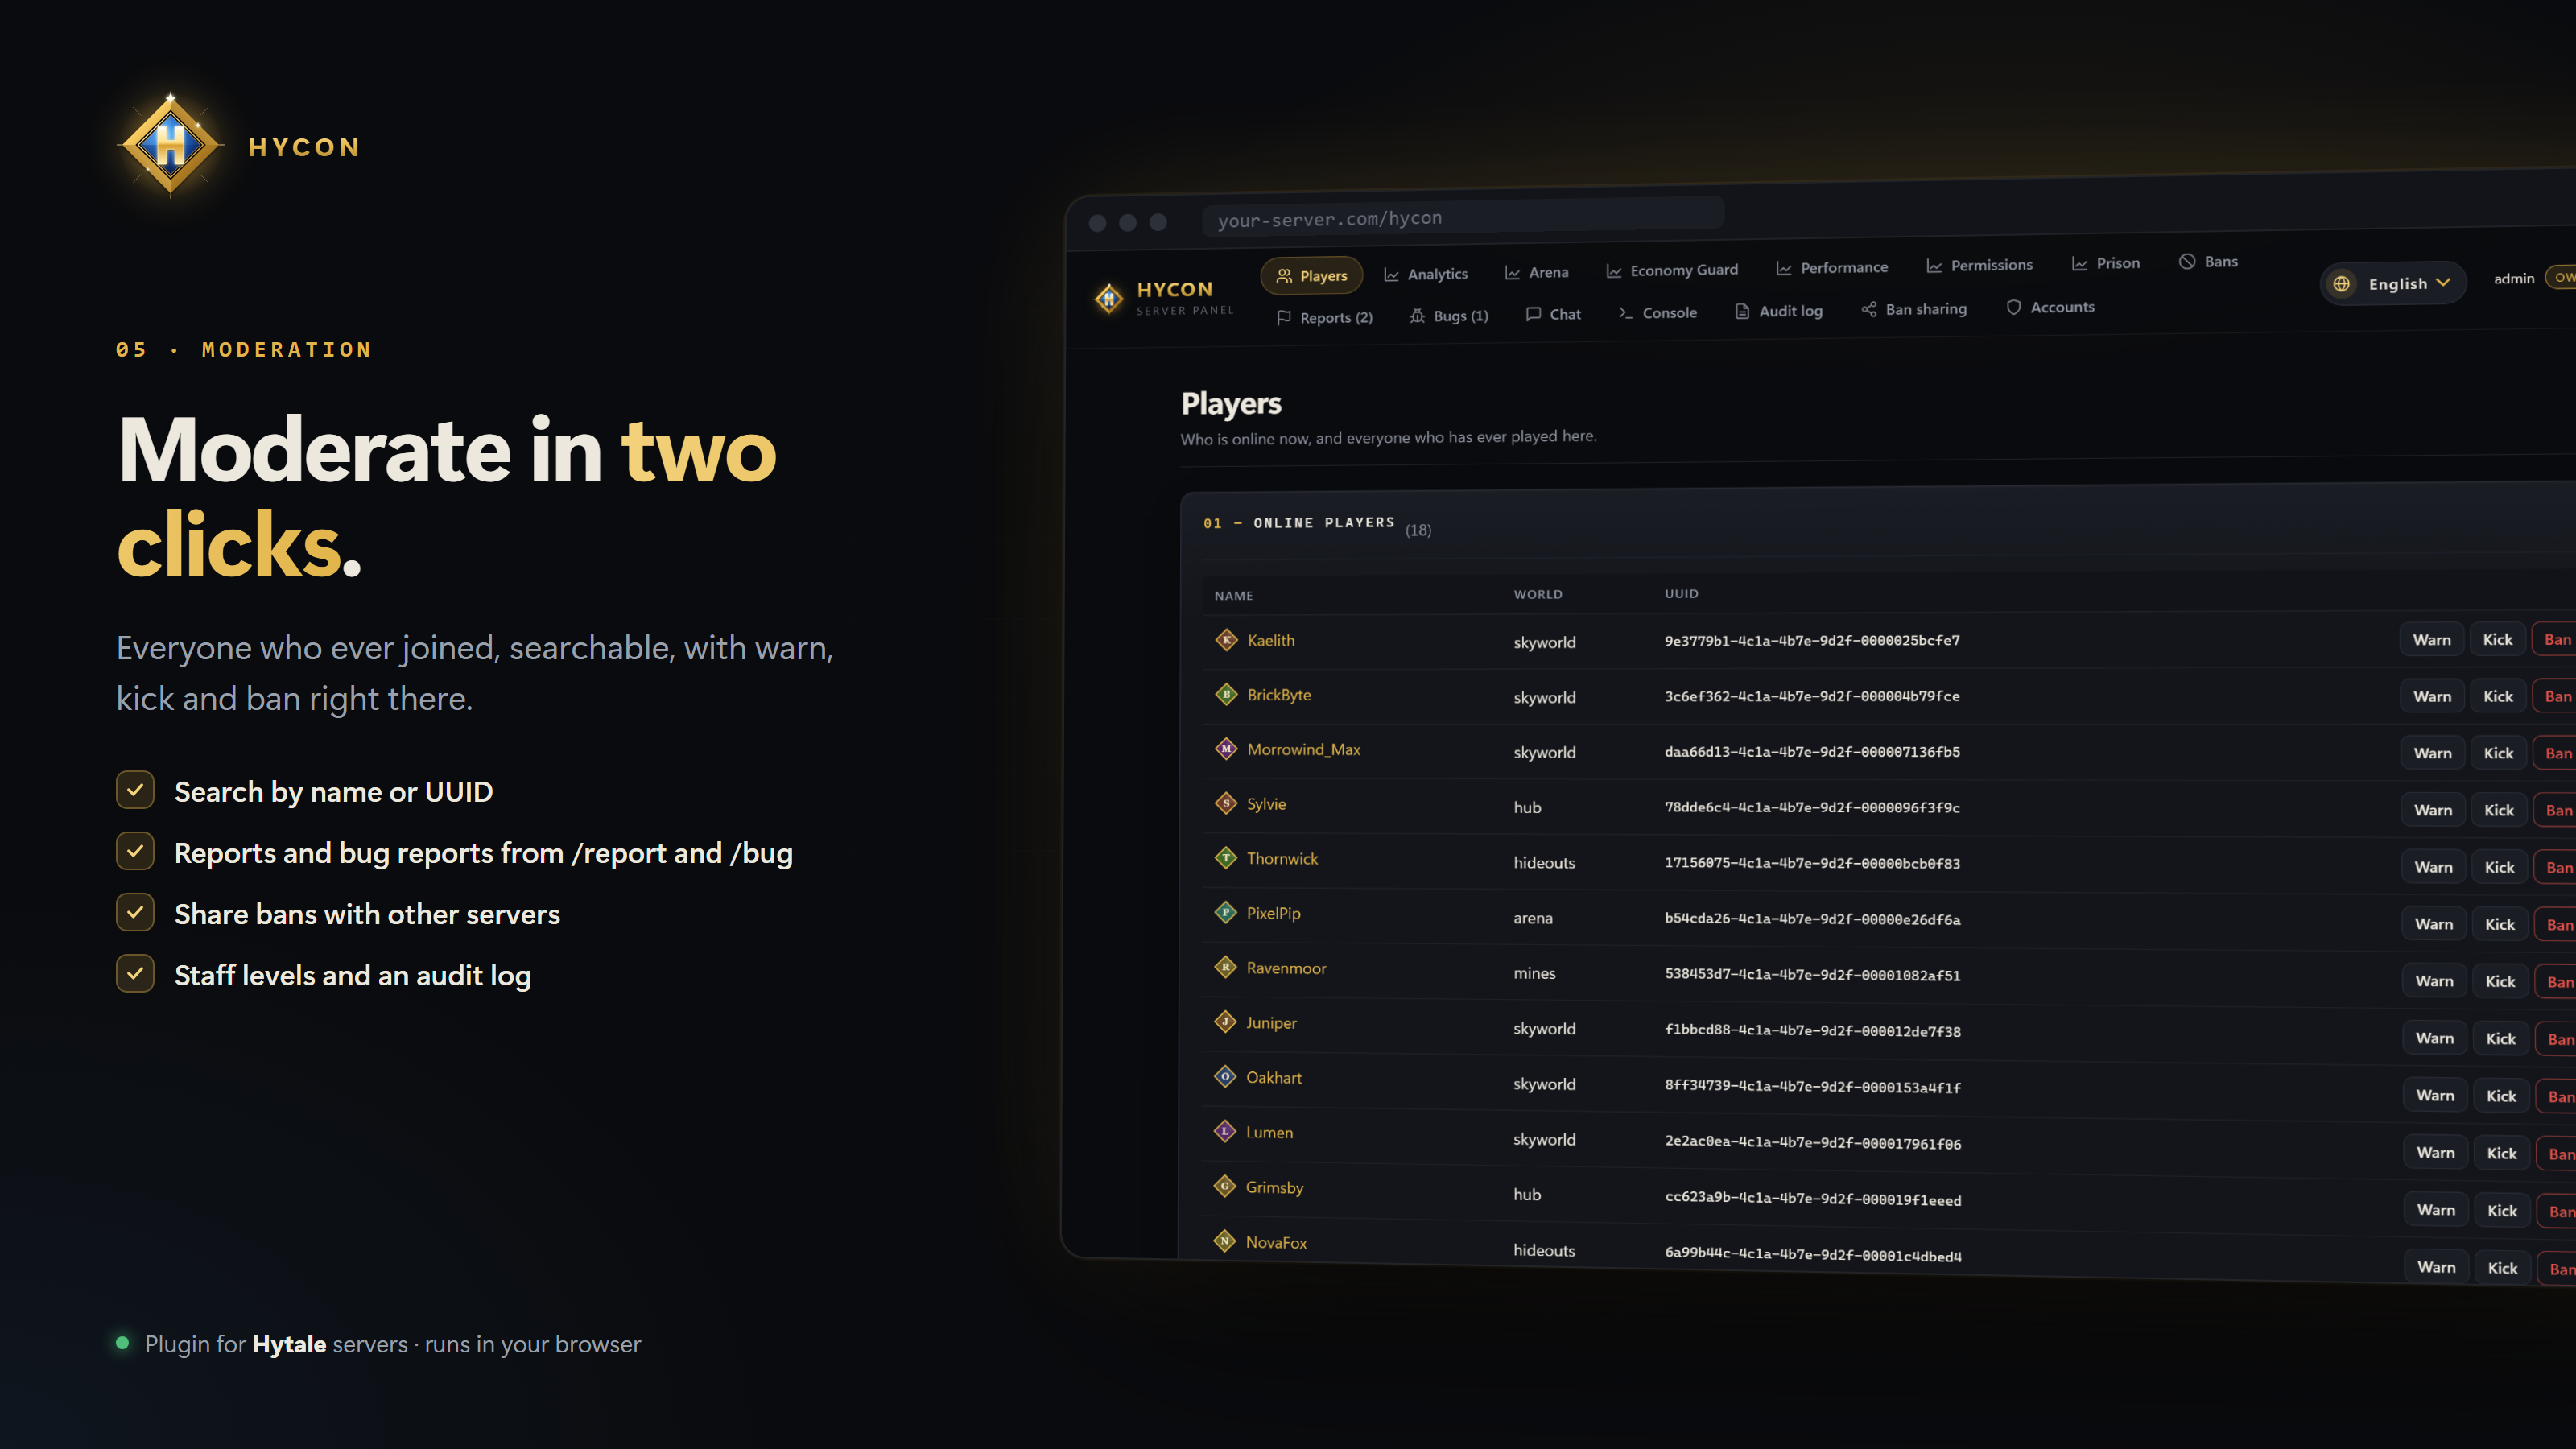 HYCON
05 · MODERATION
Moderate in two
clicks.
Everyone who ever joined, searchable, with warn,
kick and ban right there.
Search by name or UUID
Reports and bug reports from /report and /bug
Share bans with other servers
Staff levels and an audit log
Plugin for Hytale servers · runs in your browser
your-server.com/hycon
HYCON
SERVER PANEL
Players Analytics Arena Economy Guard Performance Permissions Prison Bans
Reports (2) Bugs (1) Chat Console Audit log Ban sharing Accounts
English admin
Players
Who is online now, and everyone who has ever played here.
01 — ONLINE PLAYERS (18)
NAME WORLD UUID
K Kaelith skyworld 9e3779b1-4c1a-4b7e-9d2f-0000025bcfe7 Warn Kick Ban
B BrickByte skyworld 3c6ef362-4c1a-4b7e-9d2f-000004b79fce Warn Kick Ban
M Morrowind_Max skyworld daa66d13-4c1a-4b7e-9d2f-000007136fb5 Warn Kick Ban
S Sylvie hub 78dde6c4-4c1a-4b7e-9d2f-0000096f3f9c Warn Kick Ban
T Thornwick hideouts 17156075-4c1a-4b7e-9d2f-00000bcb0f83 Warn Kick Ban
P PixelPip arena b54cda26-4c1a-4b7e-9d2f-00000e26df6a Warn Kick Ban
R Ravenmoor mines 538453d7-4c1a-4b7e-9d2f-00001082af51 Warn Kick Ban
J Juniper skyworld f1bbcd88-4c1a-4b7e-9d2f-000012de7f38 Warn Kick Ban
O Oakhart skyworld 8ff34739-4c1a-4b7e-9d2f-0000153a4f1f Warn Kick Ban
L Lumen skyworld 2e2ac0ea-4c1a-4b7e-9d2f-000017961f06 Warn Kick Ban
G Grimsby hub cc623a9b-4c1a-4b7e-9d2f-000019f1eeed Warn Kick Ban
N NovaFox hideouts 6a99b44c-4c1a-4b7e-9d2f-00001c4dbed4 Warn Kick Ban